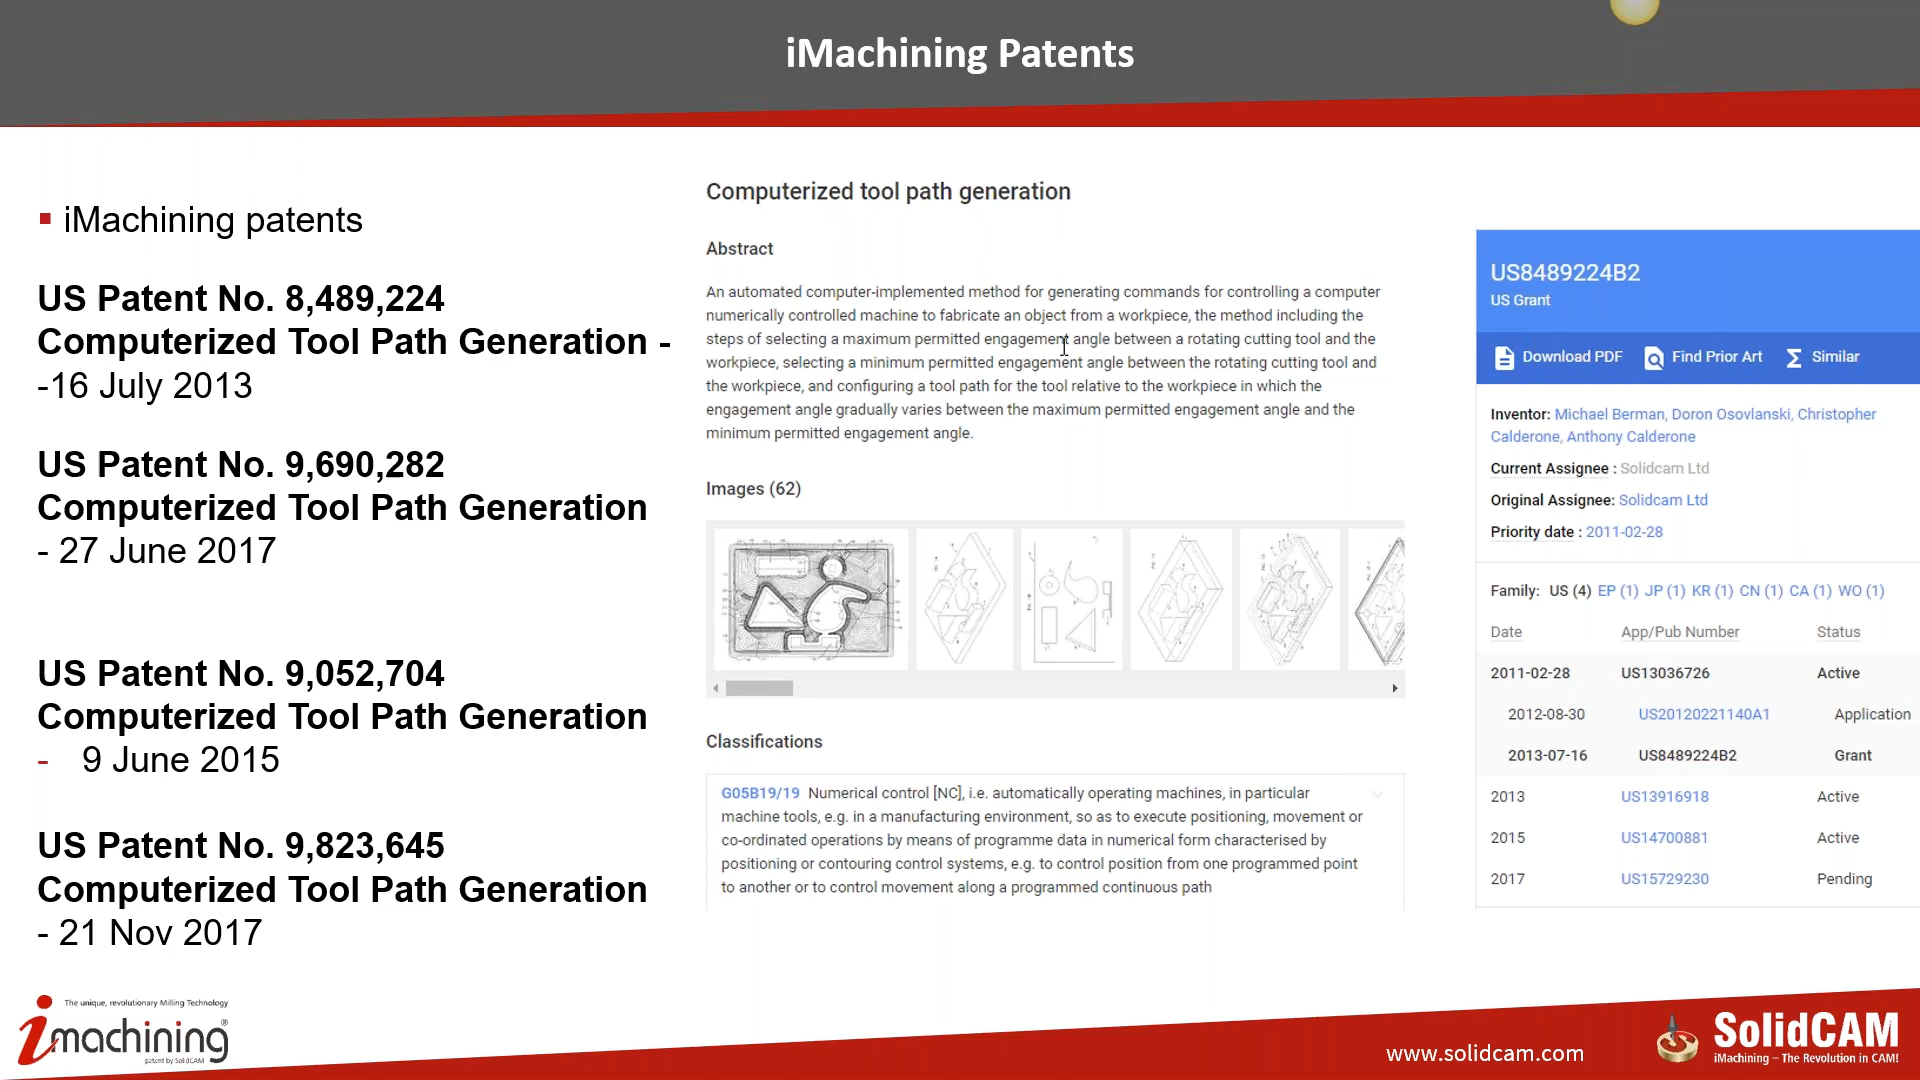 iMachining Patents
iMachining patents
US Patent No. 8,489,224
Computerized Tool Path Generation -
-16 July 2013
US Patent No. 9,690,282
Computerized Tool Path Generation
- 27 June 2017
US Patent No. 9,052,704
Computerized Tool Path Generation
- 9 June 2015
US Patent No. 9,823,645
Computerized Tool Path Generation
- 21 Nov 2017
Computerized tool path generation
Abstract
An automated computer-implemented method for generating commands for controlling a computer
numerically controlled machine to fabricate an object from a workpiece, the method including the
steps of selecting a maximum permitted engagement angle between a rotating cutting tool and the
workpiece, selecting a minimum permitted engagement angle between the rotating cutting tool and
the workpiece, and configuring a tool path for the tool relative to the workpiece in which the
engagement angle gradually varies between the maximum permitted engagement angle and the
minimum permitted engagement angle.
Images (62)
Classifications
G05B19/19 Numerical control [NC], i.e. automatically operating machines, in particular
machine tools, e.g. in a manufacturing environment, so as to execute positioning, movement or
co-ordinated operations by means of programme data in numerical form characterised by
positioning or contouring control systems, e.g. to control position from one programmed point
to another or to control movement along a programmed continuous path
US8489224B2
US Grant
Download PDF Find Prior Art Similar
Inventor: Michael Berman, Doron Osovlanski, Christopher
Calderone, Anthony Calderone
Current Assignee : Solidcam Ltd
Original Assignee: Solidcam Ltd
Priority date : 2011-02-28
Family: US (4) EP (1) JP (1) KR (1) CN (1) CA (1) WO (1)
Date App/Pub Number Status
2011-02-28 US13036726 Active
2012-08-30 US20120221140A1 Application
2013-07-16 US8489224B2 Grant
2013 US13916918 Active
2015 US14700881 Active
2017 US15729230 Pending
The unique, revolutionary Milling Technology
imachining®
patent by SolidCAM
www.solidcam.com
SolidCAM
iMachining – The Revolution in CAM!